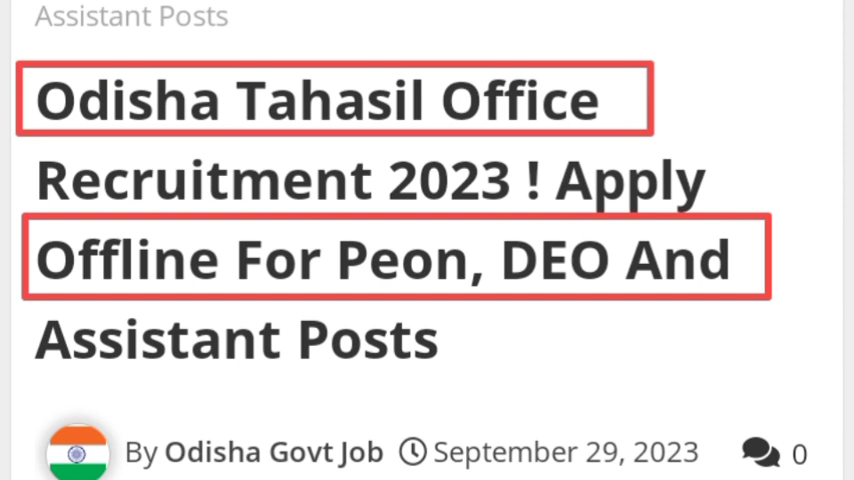 Assistant Posts
Odisha Tahasil Office
Recruitment 2023 ! Apply
Offline For Peon, DEO And
Assistant Posts
By Odisha Govt Job September 29, 2023 0